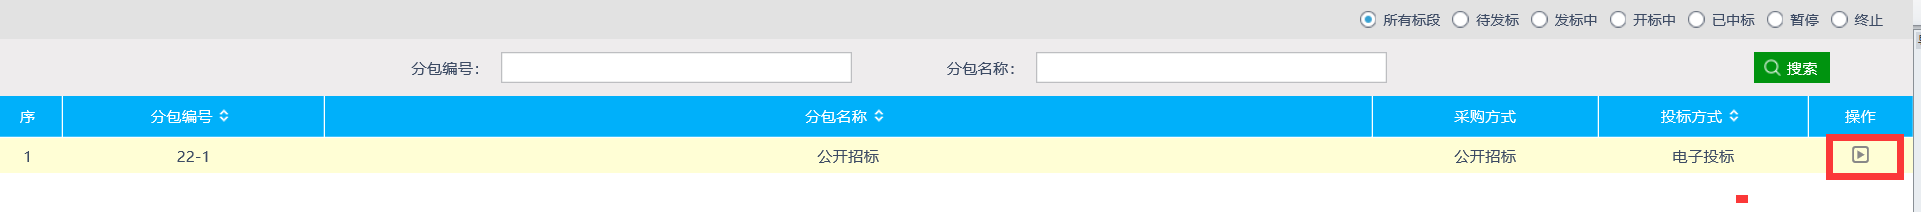 所有标段 待发标 发标中 开标中 已中标 暂停 终止
分包编号： 分包名称： 搜索
序 分包编号 分包名称 采购方式 投标方式 操作
1 22-1 公开招标 公开招标 电子投标